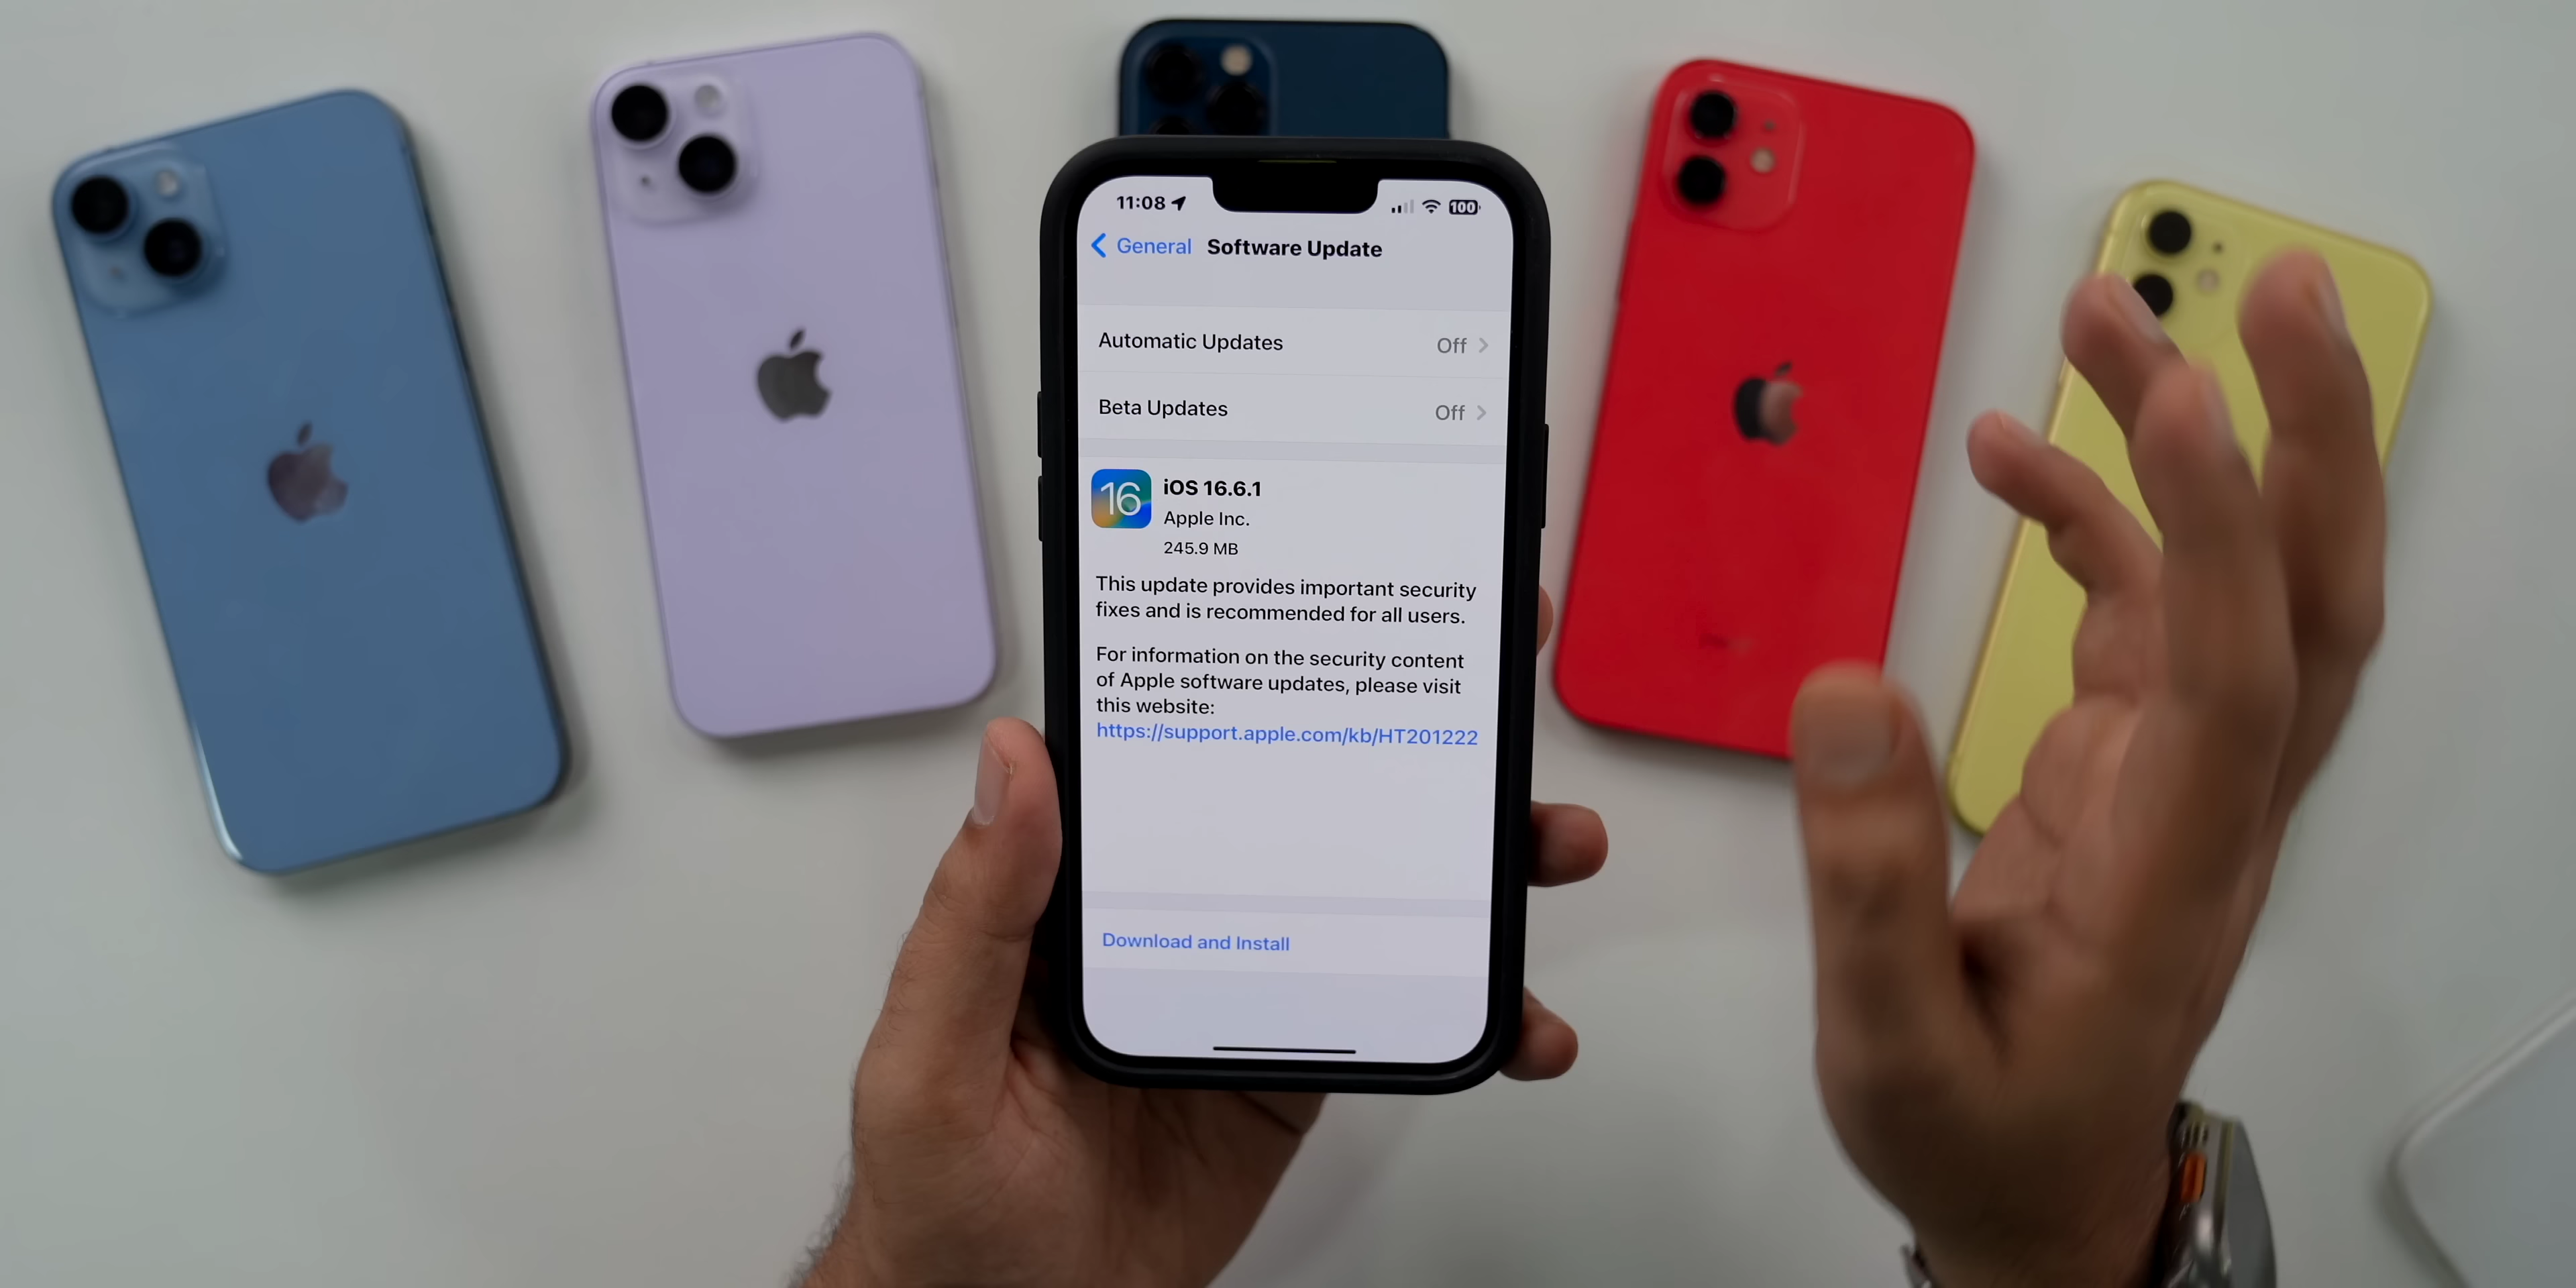 11:08
100
General Software Update
Automatic Updates Off
Beta Updates Off
16
iOS 16.6.1
Apple Inc.
245.9 MB
This update provides important security
fixes and is recommended for all users.
For information on the security content
of Apple software updates, please visit
this website:
https://support.apple.com/kb/HT201222
Download and Install